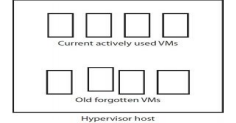 Current actively used VMs
Old forgotten VMs
Hypervisor host